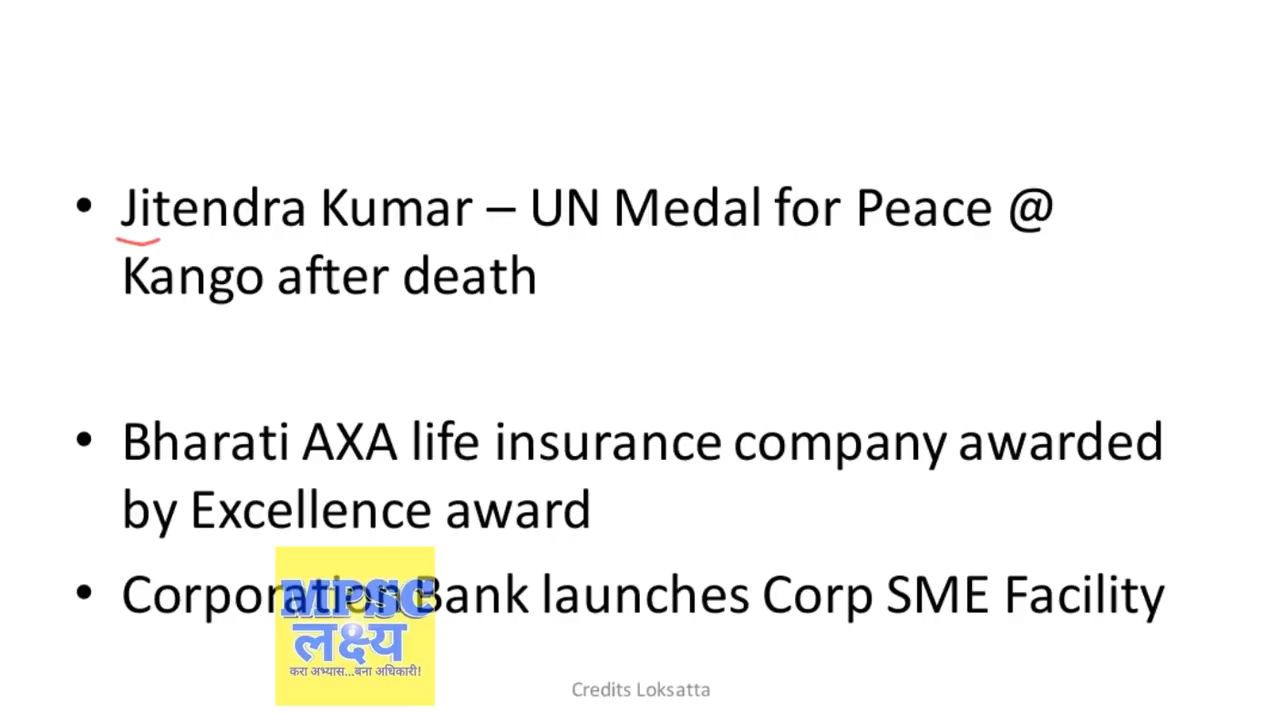 • Jitendra Kumar – UN Medal for Peace @
Kango after death
• Bharati AXA life insurance company awarded
by Excellence award
• Corporation Bank launches Corp SME Facility
MPSC
लक्ष्य
करा अभ्यास...बना अधिकारी!
Credits Loksatta